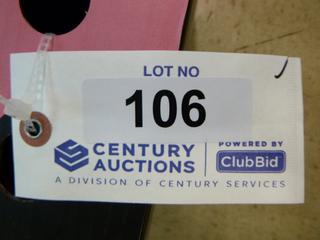 LOT NO
106
CENTURY
AUCTIONS
POWERED BY
ClubBid
A DIVISION OF CENTURY SERVICES